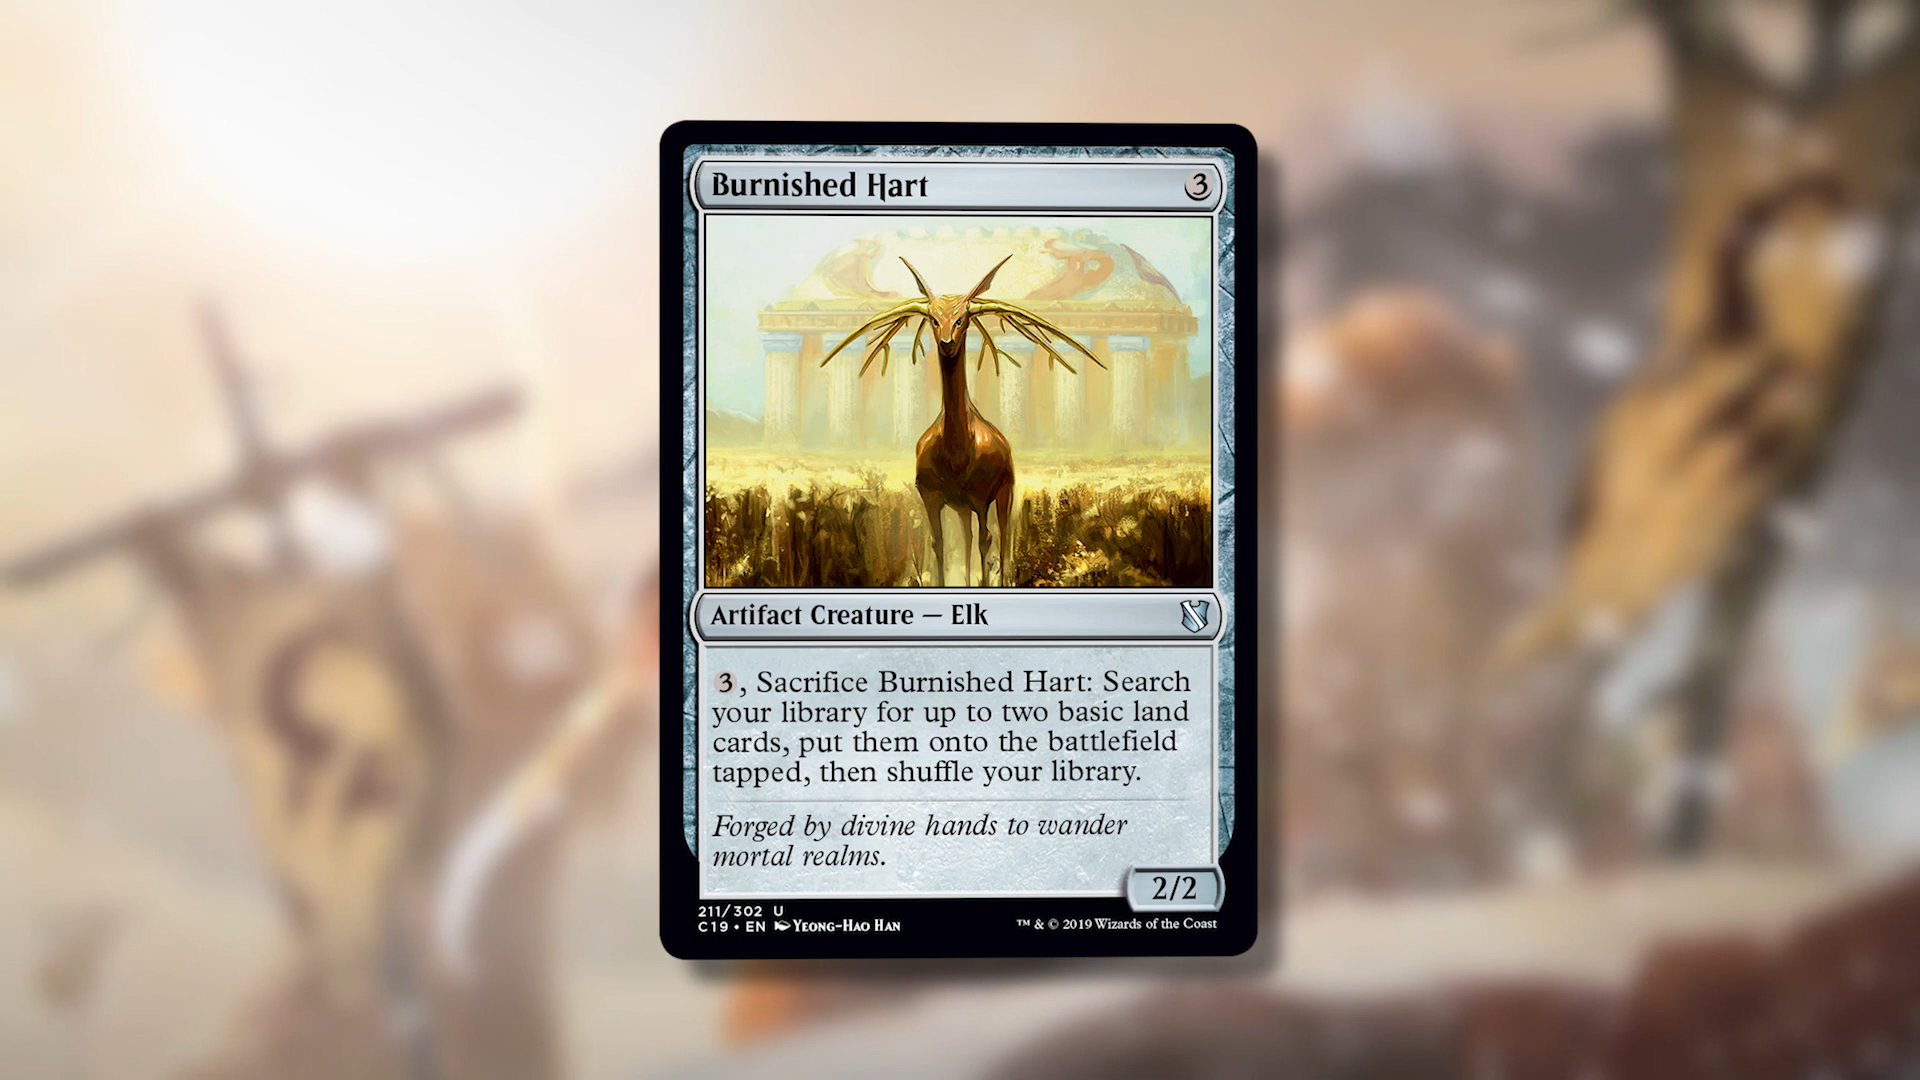 Burnished Hart 3
Artifact Creature — Elk
3, Sacrifice Burnished Hart: Search
your library for up to two basic land
cards, put them onto the battlefield
tapped, then shuffle your library.
Forged by divine hands to wander
mortal realms.
2/2
211/302 U
C19 • EN Yeong-Hao Han
™ & © 2019 Wizards of the Coast